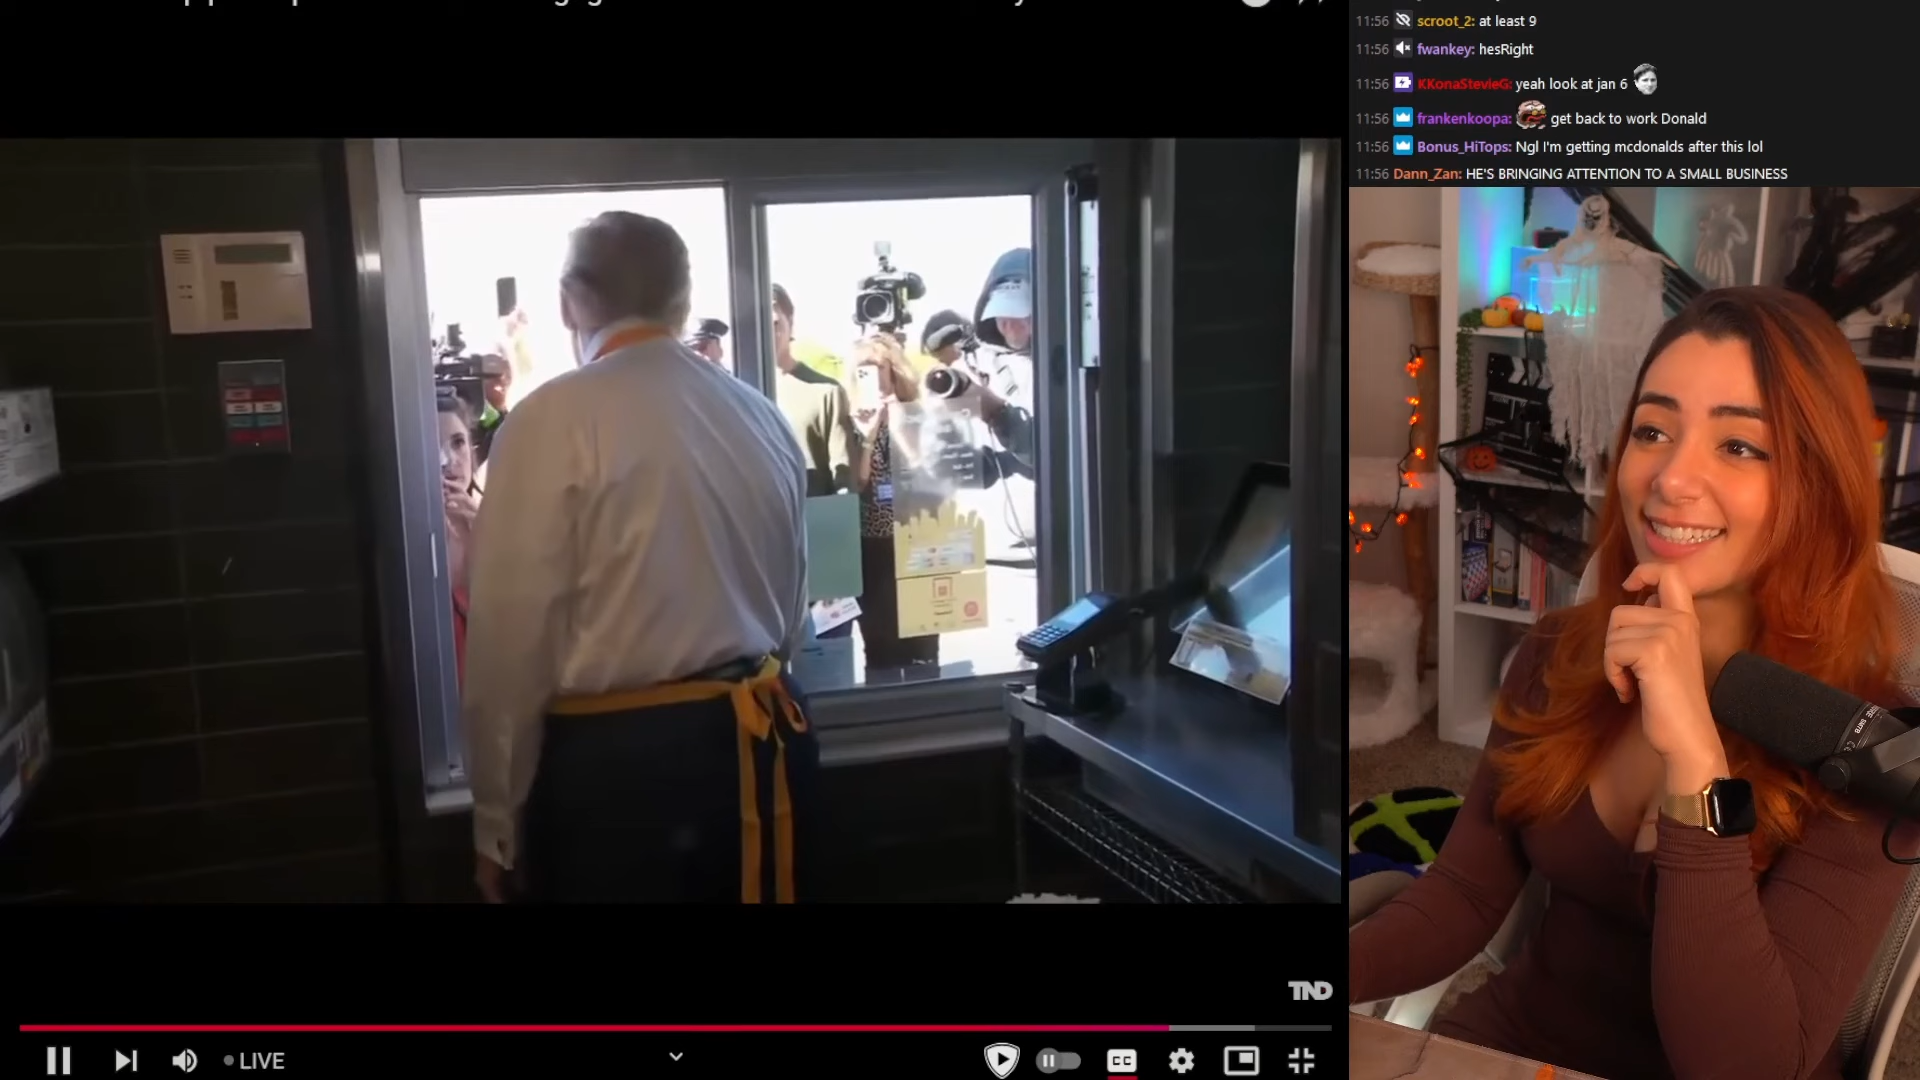 11:56 scroot_2: at least 9
11:56 fwankey: hesRight
11:56 KKonaStevieG: yeah look at jan 6
11:56 frankenkoopa: get back to work Donald
11:56 Bonus_HiTops: Ngl I'm getting mcdonalds after this lol
11:56 Dann_Zan: HE'S BRINGING ATTENTION TO A SMALL BUSINESS
TND
LIVE
CC